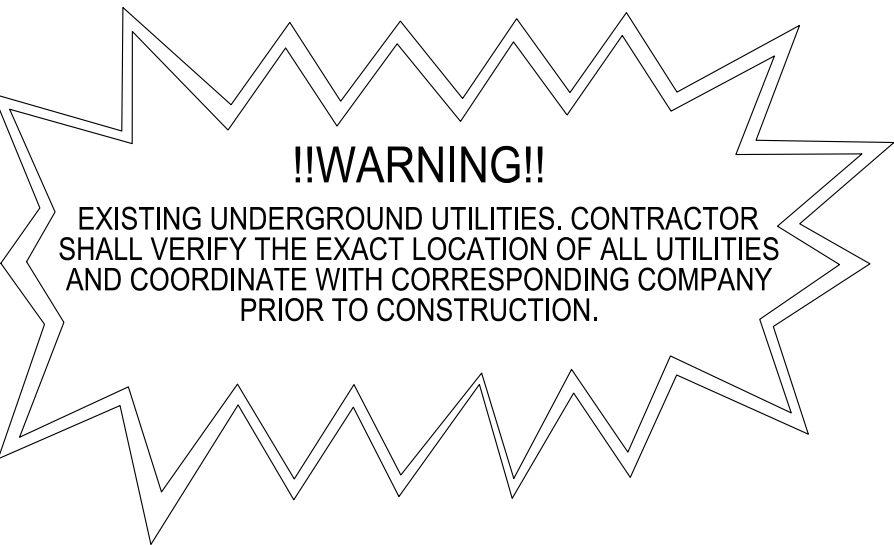 !!WARNING!!
EXISTING UNDERGROUND UTILITIES. CONTRACTOR
SHALL VERIFY THE EXACT LOCATION OF ALL UTILITIES
AND COORDINATE WITH CORRESPONDING COMPANY
PRIOR TO CONSTRUCTION.